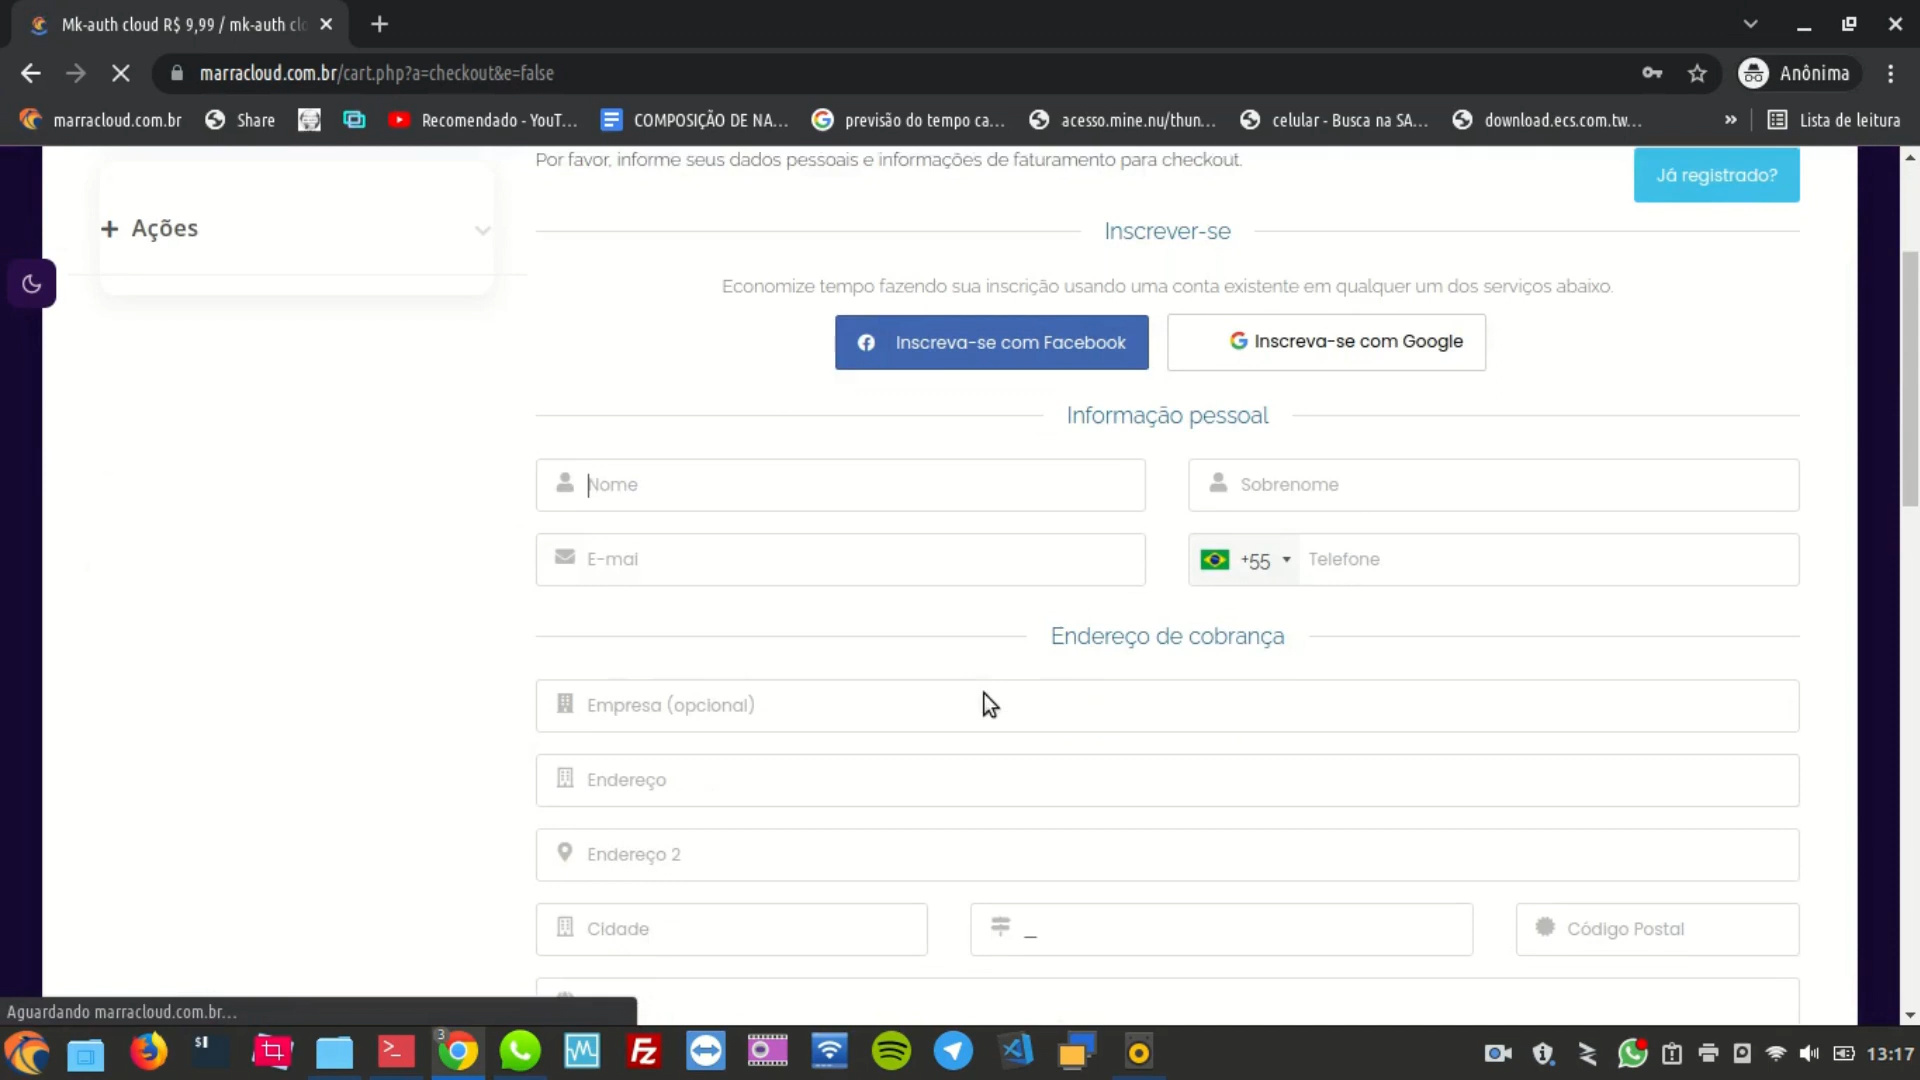 Mk-auth cloud R$ 9,99 / mk-auth clo
marracloud.com.br/cart.php?a=checkout&e=false
Anônima
marracloud.com.br
Share
Recomendado - YouT...
COMPOSIÇÃO DE NA...
previsão do tempo ca...
acesso.mine.nu/thun...
celular - Busca na SA...
download.ecs.com.tw...
»
Lista de leitura
Por favor, informe seus dados pessoais e informações de faturamento para checkout.
Já registrado?
+ Ações
Inscrever-se
Economize tempo fazendo sua inscrição usando uma conta existente em qualquer um dos serviços abaixo.
Inscreva-se com Facebook
Inscreva-se com Google
Informação pessoal
Nome
Sobrenome
E-mai
+55
Telefone
Endereço de cobrança
Empresa (opcional)
Endereço
Endereço 2
Cidade
_
Código Postal
Aguardando marracloud.com.br...
$I
>_
3
Fz
13:17